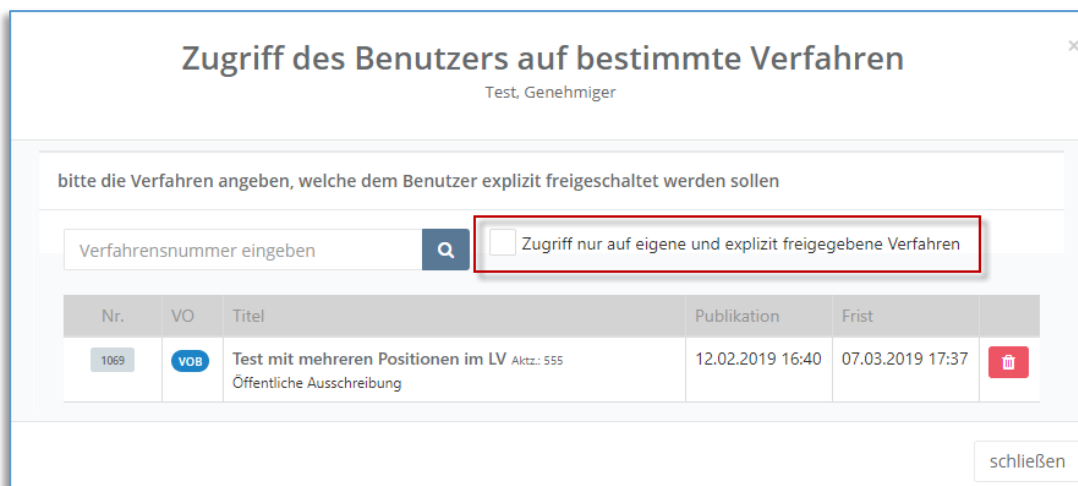 Zugriff des Benutzers auf bestimmte Verfahren
×
Test, Genehmiger
bitte die Verfahren angeben, welche dem Benutzer explizit freigeschaltet werden sollen
Verfahrensnummer eingeben
Zugriff nur auf eigene und explizit freigegebene Verfahren
Nr. VO Titel Publikation Frist
1069 VOB Test mit mehreren Positionen im LV Aktz.: 555 12.02.2019 16:40 07.03.2019 17:37
Öffentliche Ausschreibung
schließen